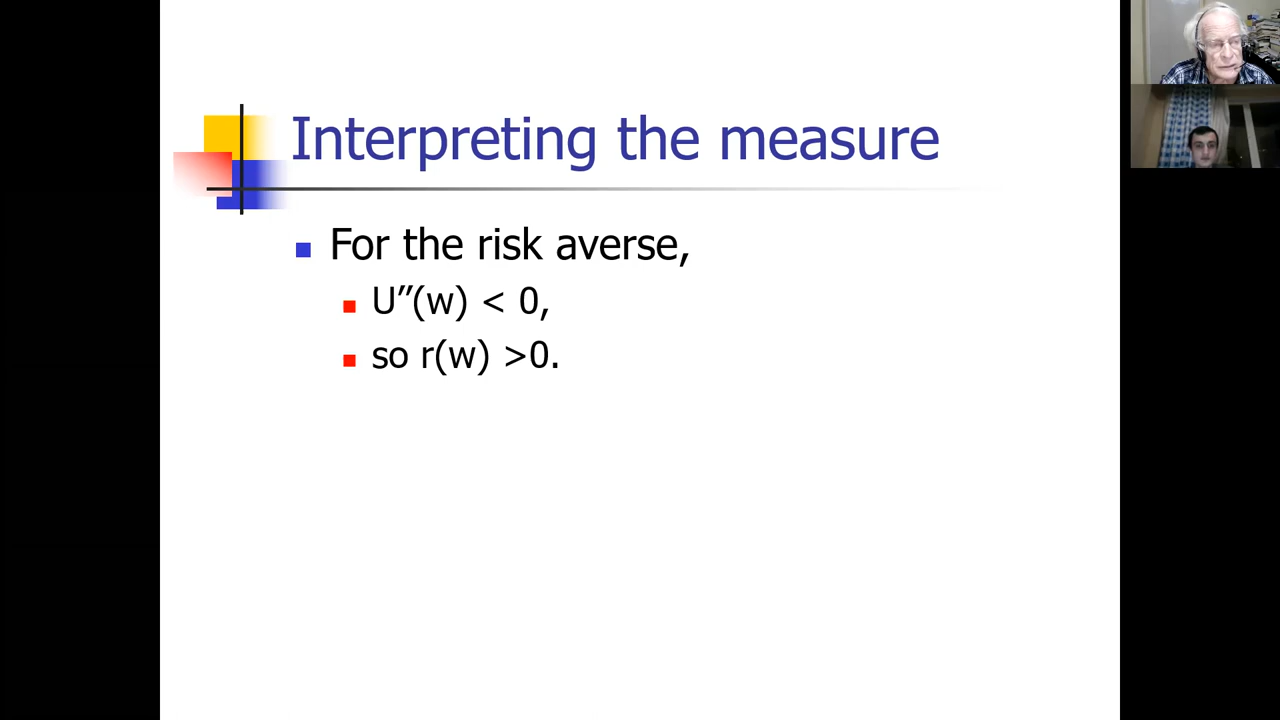 Interpreting the measure
For the risk averse,
U”(w) < 0,
so r(w) >0.